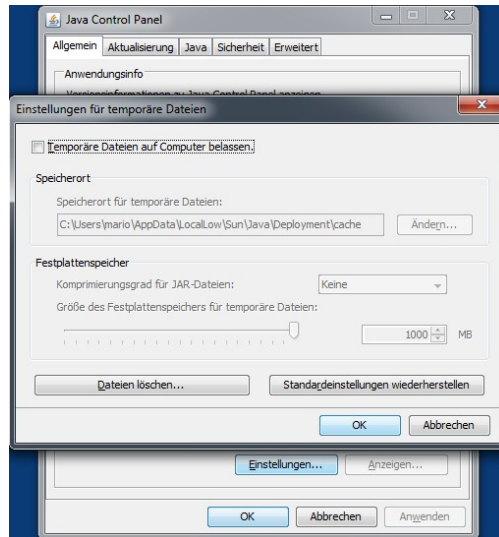 Java Control Panel
Allgemein Aktualisierung Java Sicherheit Erweitert
Anwendungsinfo
Einstellungen für temporäre Dateien
Temporäre Dateien auf Computer belassen.
Speicherort
Speicherort für temporäre Dateien:
C:\Users\mario\AppData\LocalLow\Sun\Java\Deployment\cache Ändern...
Festplattenspeicher
Komprimierungsgrad für JAR-Dateien: Keine
Größe des Festplattenspeichers für temporäre Dateien:
1000 MB
Dateien löschen... Standardeinstellungen wiederherstellen
OK Abbrechen
Einstellungen... Anzeigen...
OK Abbrechen Anwenden